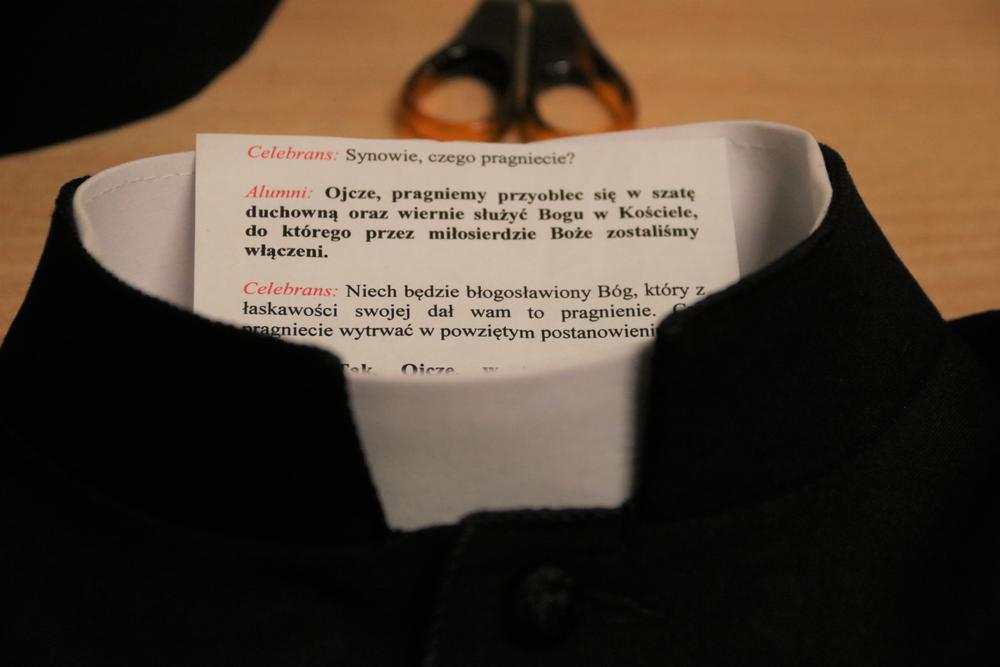 Celebrans: Synowie, czego pragniecie?
Alumni: Ojcze, pragniemy przyoblec się w szatę
duchowną oraz wiernie służyć Bogu w Kościele,
do którego przez miłosierdzie Boże zostaliśmy
włączeni.
Celebrans: Niech będzie błogosławiony Bóg, który z
łaskawości swojej dał wam to pragnienie.
pragniecie wytrwać w powziętym
Tak, Ojcze,